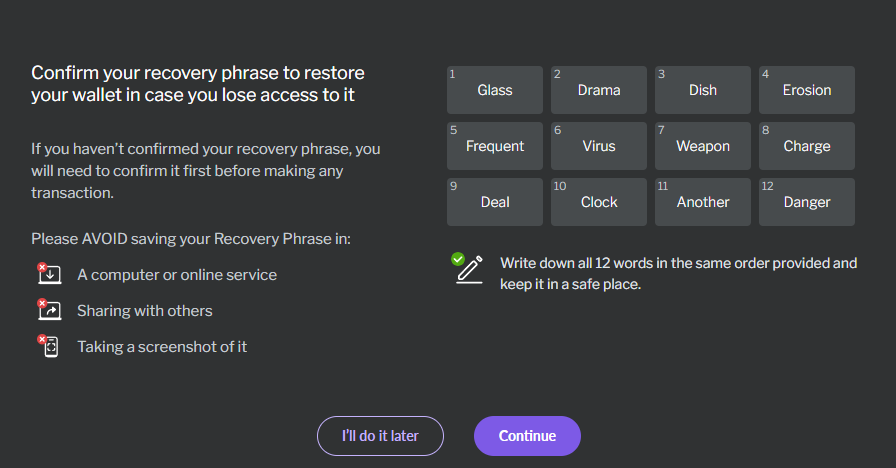 Confirm your recovery phrase to restore
your wallet in case you lose access to it
If you haven’t confirmed your recovery phrase, you
will need to confirm it first before making any
transaction.
Please AVOID saving your Recovery Phrase in:
A computer or online service
Sharing with others
Taking a screenshot of it
1 Glass 2 Drama 3 Dish 4 Erosion
5 Frequent 6 Virus 7 Weapon 8 Charge
9 Deal 10 Clock 11 Another 12 Danger
Write down all 12 words in the same order provided and
keep it in a safe place.
I’ll do it later Continue